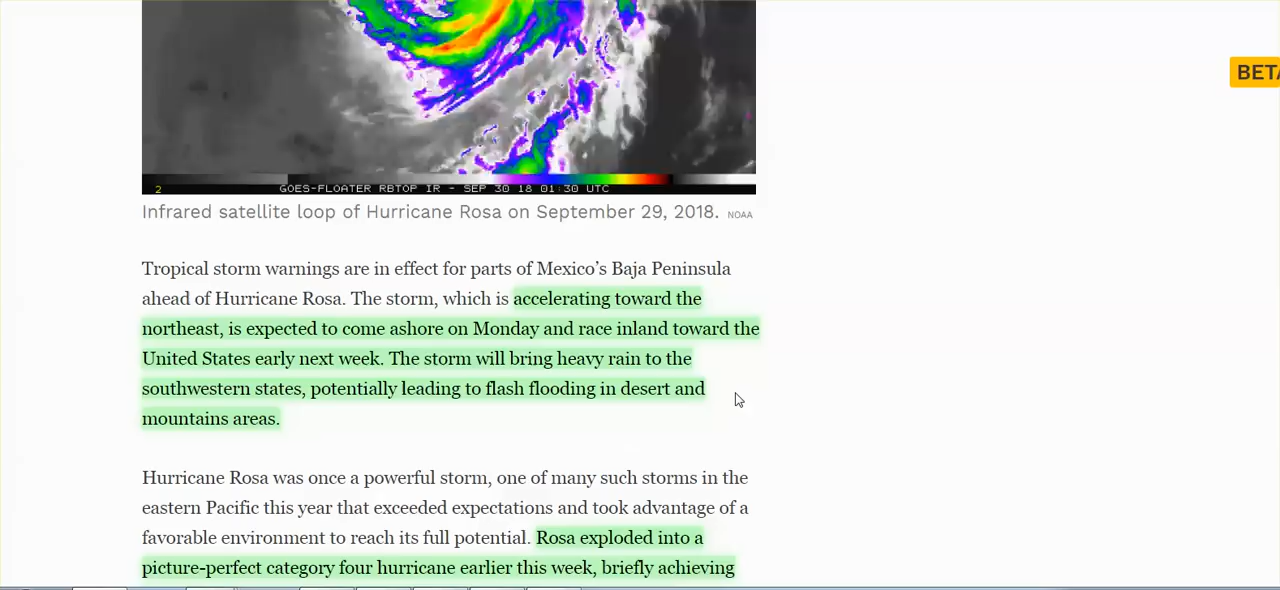 BETA
2 GOES-FLOATER RBTOP IR - SEP 30 18 01:30 UTC
Infrared satellite loop of Hurricane Rosa on September 29, 2018. NOAA
Tropical storm warnings are in effect for parts of Mexico’s Baja Peninsula
ahead of Hurricane Rosa. The storm, which is accelerating toward the
northeast, is expected to come ashore on Monday and race inland toward the
United States early next week. The storm will bring heavy rain to the
southwestern states, potentially leading to flash flooding in desert and
mountains areas.
Hurricane Rosa was once a powerful storm, one of many such storms in the
eastern Pacific this year that exceeded expectations and took advantage of a
favorable environment to reach its full potential. Rosa exploded into a
picture-perfect category four hurricane earlier this week, briefly achieving